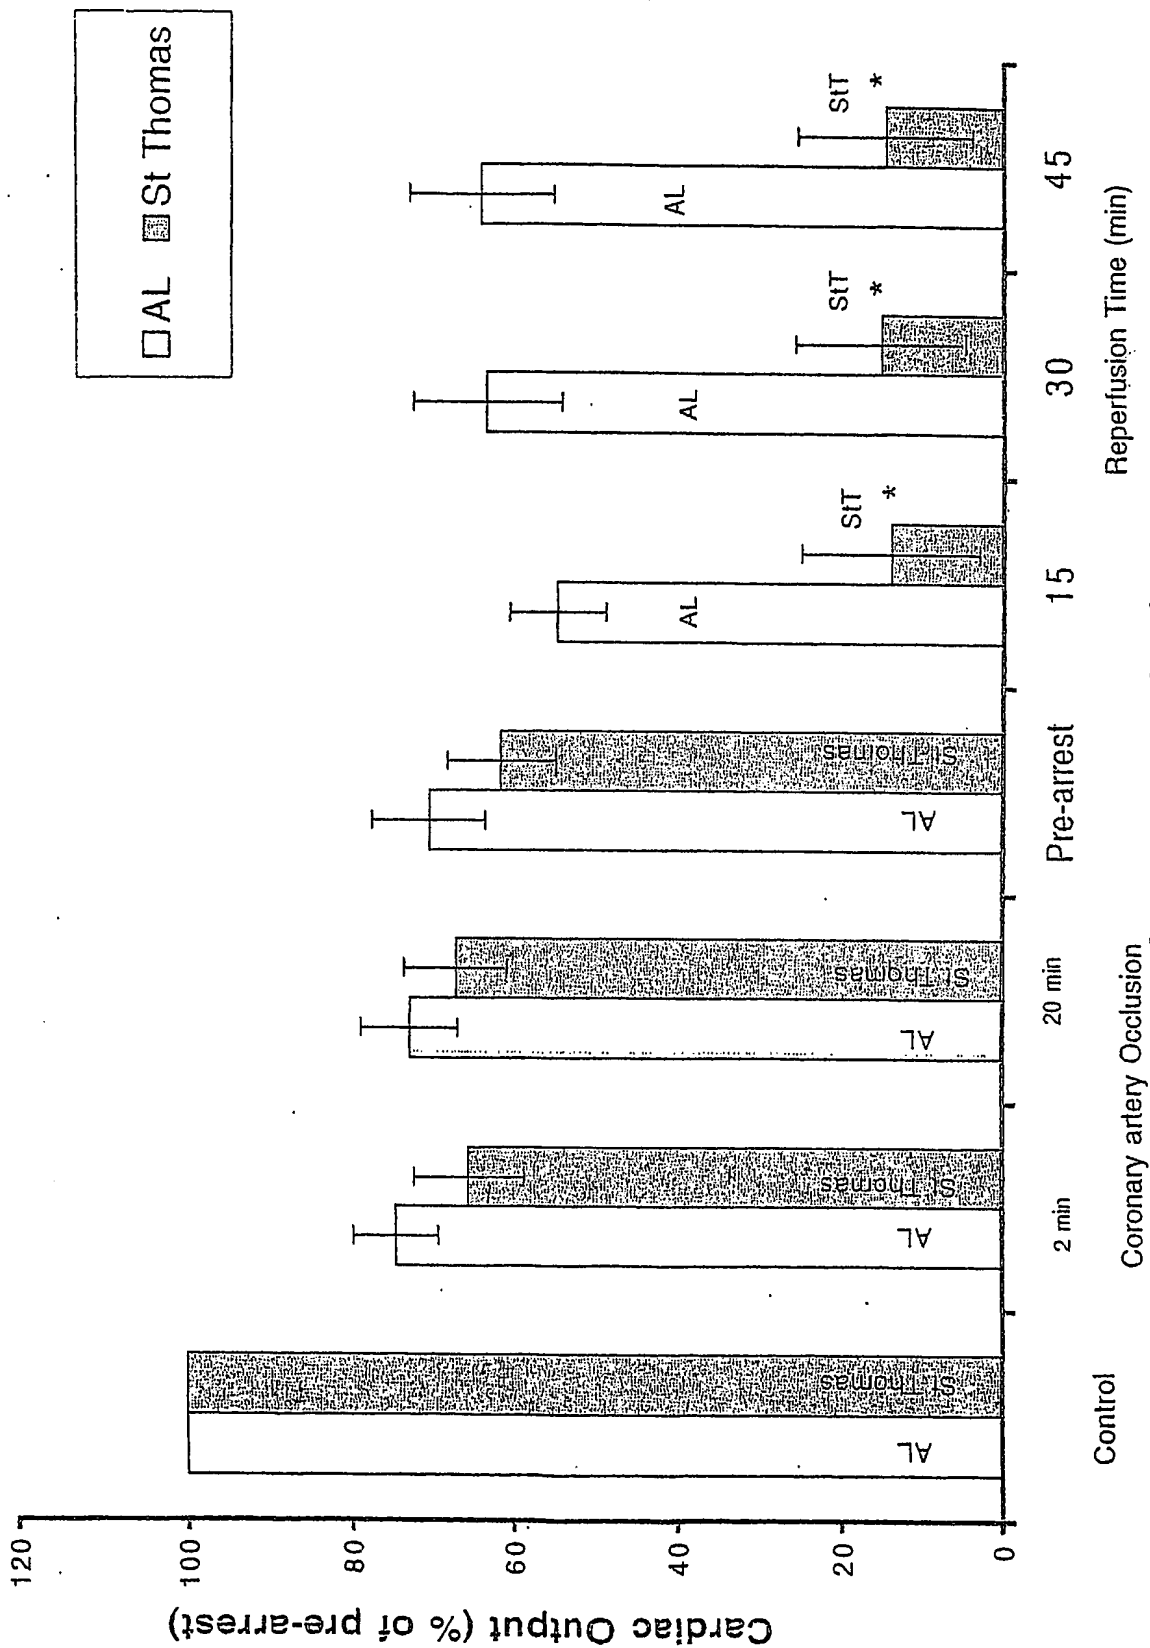 AL St Thomas
Cardiac Output (% of pre-arrest)
120
100
80
60
40
20
0
AL
St Thomas
AL
St Thomas
AL
St Thomas
AL
St Thomas
AL
StT
*
AL
StT
*
AL
StT
*
Control
2 min
20 min
Pre-arrest
15
30
45
Coronary artery Occlusion
Reperfusion Time (min)